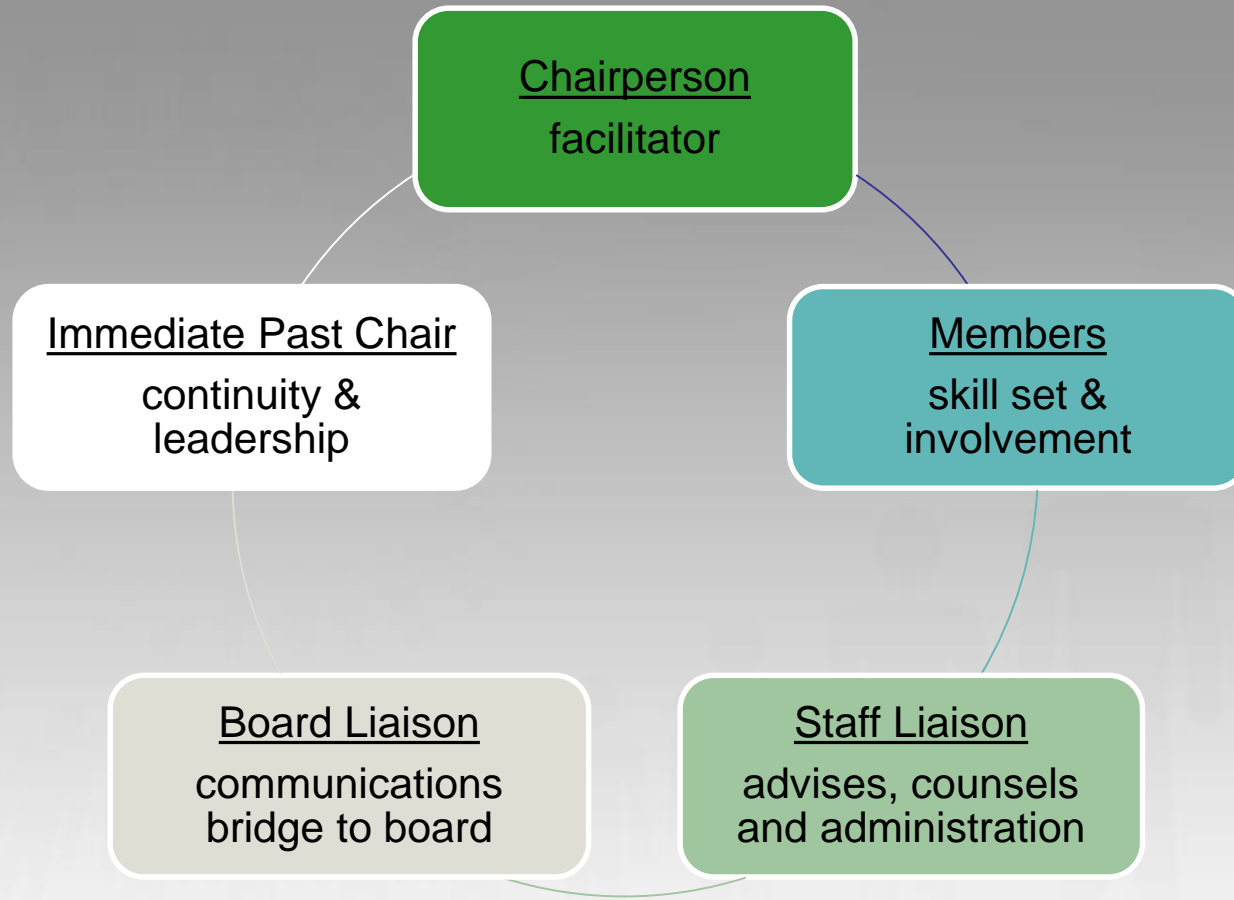 Chairperson
facilitator
Immediate Past Chair
continuity &
leadership
Members
skill set &
involvement
Board Liaison
communications
bridge to board
Staff Liaison
advises, counsels
and administration